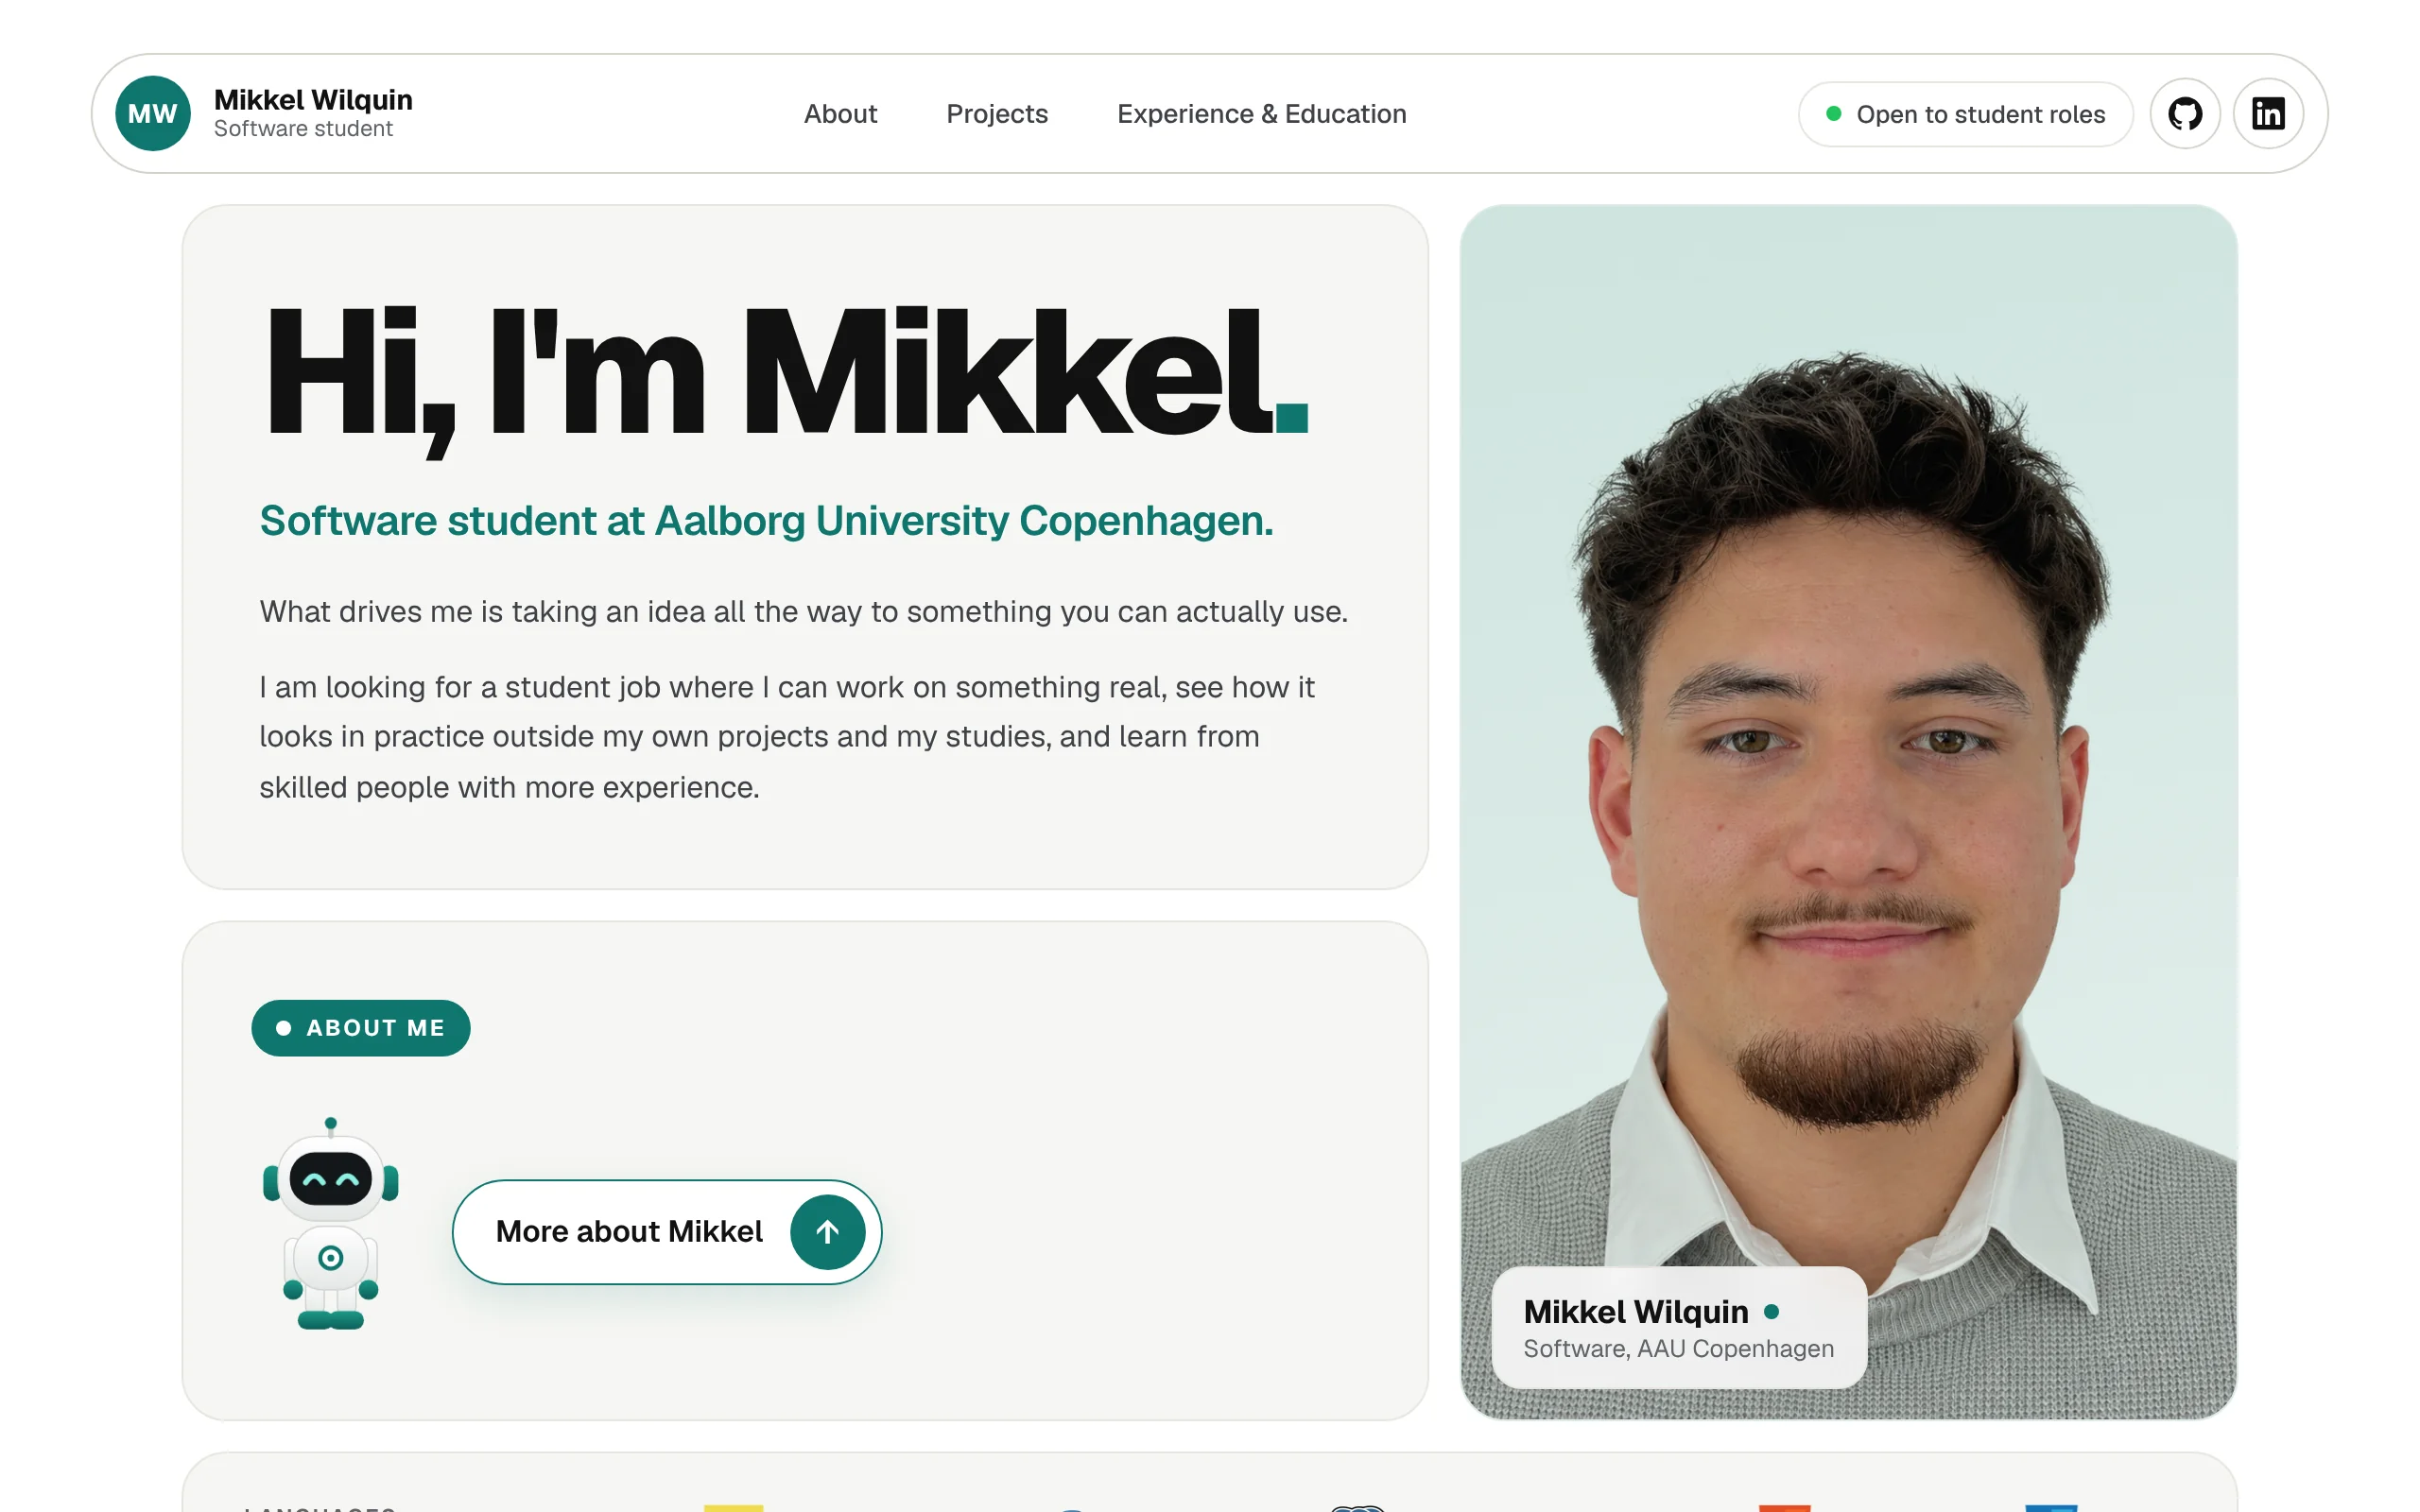 MW
Mikkel Wilquin
Software student
About
Projects
Experience & Education
Open to student roles
Hi, I'm Mikkel.
Software student at Aalborg University Copenhagen.
What drives me is taking an idea all the way to something you can actually use.
I am looking for a student job where I can work on something real, see how it
looks in practice outside my own projects and my studies, and learn from
skilled people with more experience.
ABOUT ME
More about Mikkel
Mikkel Wilquin
Software, AAU Copenhagen